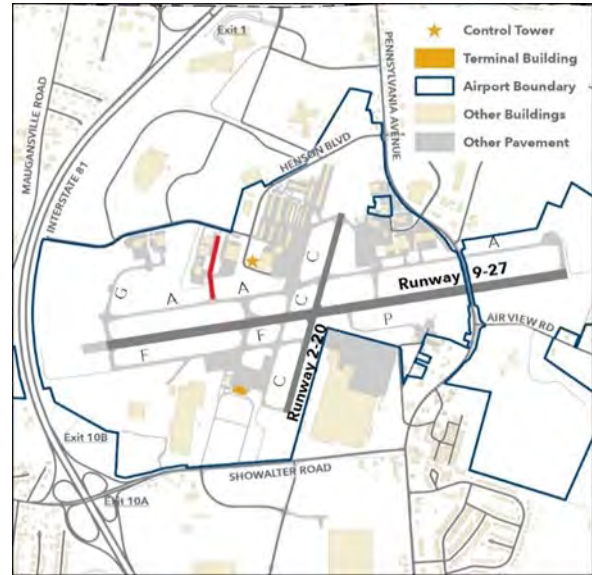 Exit 1
Control Tower
Terminal Building
Airport Boundary
Other Buildings
Other Pavement
PENNSYLVANIA AVENUE
MAUGANSVILLE ROAD
INTERSTATE 81
HENSON BLVD
A
Runway 9-27
G
A
A
C
C
F
F
P
AIR VIEW RD
C
Runway 2-20
Exit 10B
SHOWALTER ROAD
Exit 10A